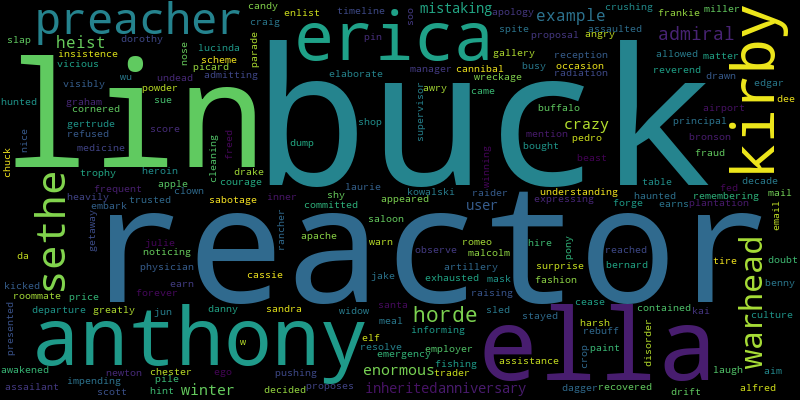 preacher
candy
enlist
timeline
soo
apology
crushing
frankie
miller
craig
pin
mistaking
spite
example
assaulted
kirby
slap
insistence
dorothy
nose
parade
erica
proposal
angry
admiral
heist
lucinda
scheme
gallery
reception
allowed
matter
vicious
wu
undead
picard
elaborate
manager
cannibal
busy
occasion
reverend
visibly
admitting
wreckage
radiation
drawn
edgar
hunted
powder
lin
buck
awry
came
dee
graham
sue
cornered
supervisor
buffalo
principal
airport
gertrude
score
freed
shop
crazy
mention
pedro
bronson
nice
refused
cleaning
dump
bought
beast
fraud
chuck
medicine
drake
laurie
winning
table
decade
trophy
heroin
courage
kowalski
raider
understanding
haunted
fed
mail
sethe
frequent
apple
clown
inner
shy
appeared
expressing
remembering
heavily
trusted
sabotage
committed
user
forge
earns
plantation
email
embark
getaway
rancher
saloon
hire
pony
reached
doubt
da
julie
noticing
apache
warn
romeo
observe
malcolm
surprise
bernard
tire
benny
kicked
physician
cassie
jake
exhausted
artillery
mask
fashion
reactor
warhead
roommate
price
earn
forever
santa
raising
departure
greatly
jun
danny
sandra
widow
meal
horde
sled
stayed
cease
contained
kai
culture
presented
anthony
w
elf
informing
harsh
rebuff
paint
disorder
resolve
emergency
employer
fishing
ella
assistance
crop
laugh
awakened
newton
chester
ego
pushing
enormous
trader
aim
assailant
impending
pile
hint
winter
decided
proposes
inherited
anniversary
dagger
recovered
drift
alfred
scott